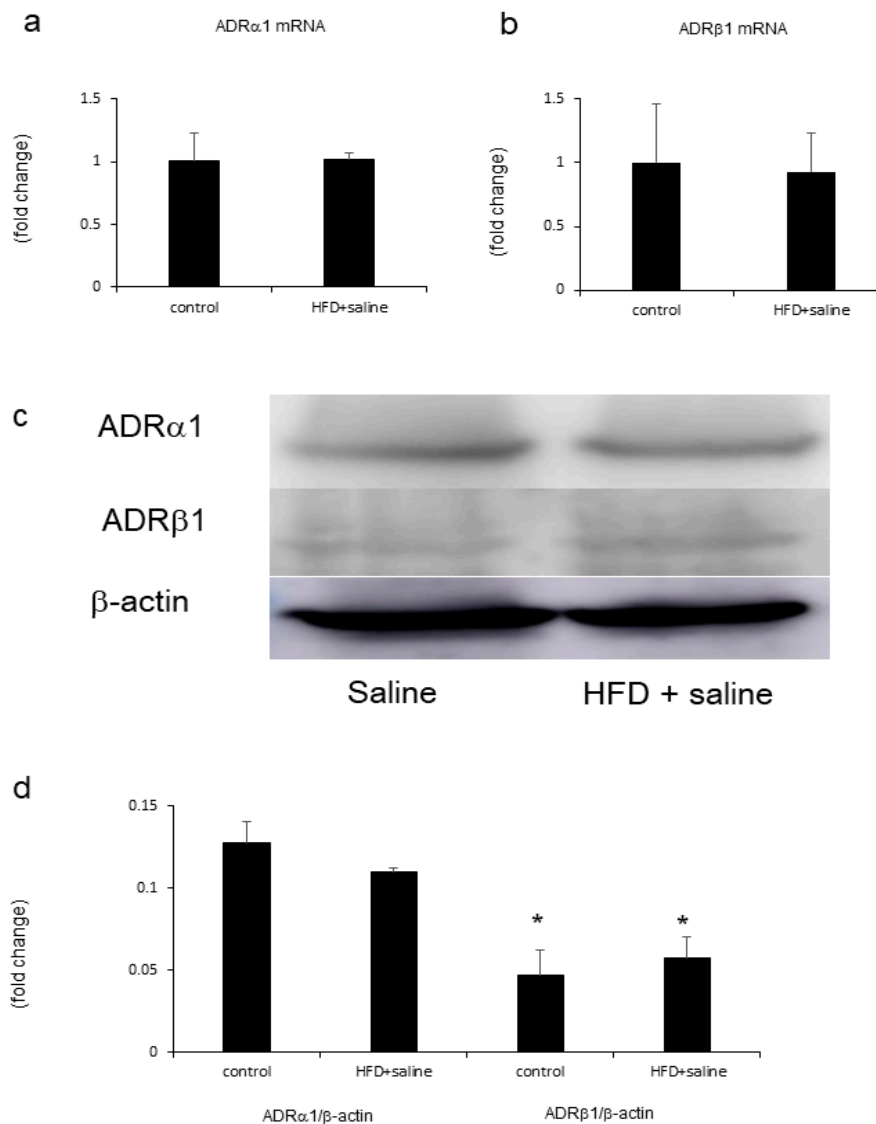 a
ADRα1 mRNA
1.5
1
0.5
0
(fold change)
control
HFD+saline
b
ADRβ1 mRNA
1.5
1
0.5
0
(fold change)
control
HFD+saline
c
ADRα1
ADRβ1
β-actin
Saline
HFD + saline
d
0.15
0.1
0.05
0
(fold change)
*
*
control
HFD+saline
control
HFD+saline
ADRα1/β-actin
ADRβ1/β-actin